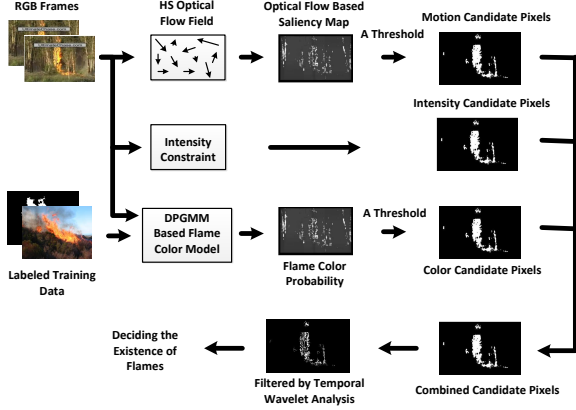 RGB Frames
HS Optical
Flow Field
Optical Flow Based
Saliency Map
A Threshold
Motion Candidate Pixels
Intensity
Constraint
Intensity Candidate Pixels
DPGMM
Based Flame
Color Model
A Threshold
Labeled Training
Data
Flame Color
Probability
Color Candidate Pixels
Deciding the
Existence of
Flames
Filtered by Temporal
Wavelet Analysis
Combined Candidate Pixels